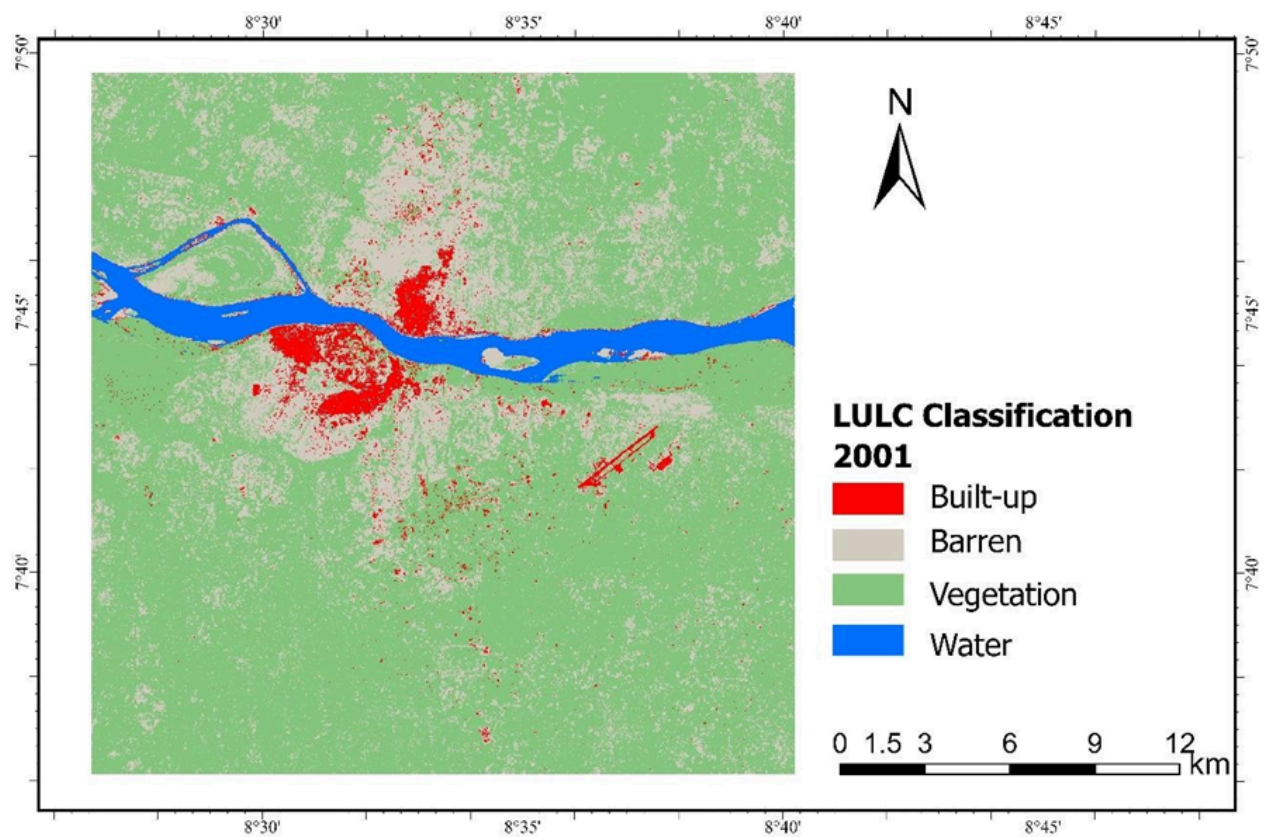 8°30' 8°35' 8°40' 8°45'
7°50' 7°50'
N
7°45' 7°45'
LULC Classification
2001
Built-up
Barren
7°40' 7°40'
Vegetation
Water
0 1.5 3 6 9 12
km
8°30' 8°35' 8°40' 8°45'